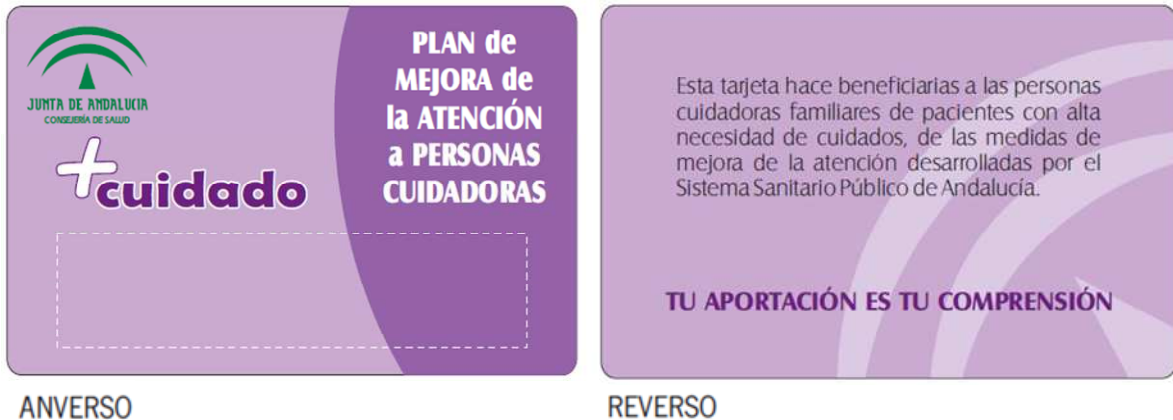 JUNTA DE ANDALUCIA
CONSEJERÍA DE SALUD
+cuidado
PLAN de
MEJORA de
la ATENCIÓN
a PERSONAS
CUIDADORAS
ANVERSO
Esta tarjeta hace beneficiarias a las personas
cuidadoras familiares de pacientes con alta
necesidad de cuidados, de las medidas de
mejora de la atención desarrolladas por el
Sistema Sanitario Público de Andalucía.
TU APORTACIÓN ES TU COMPRENSIÓN
REVERSO